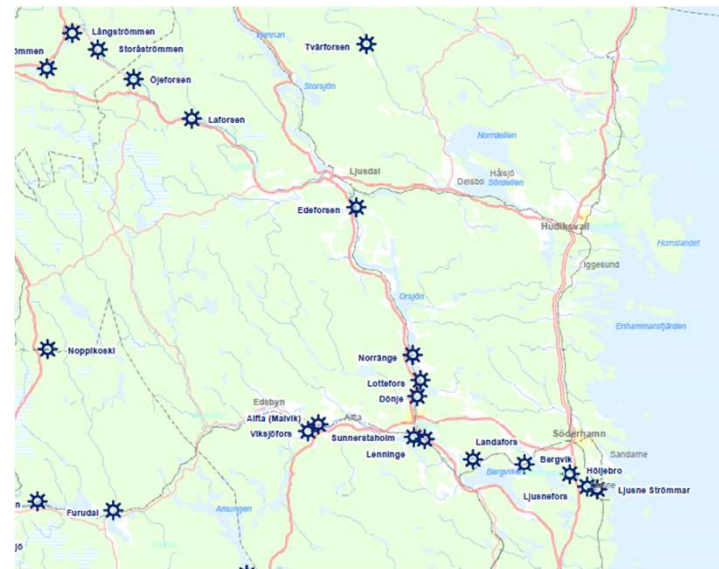 Långströmmen
Storåströmmen
Tvärforsen
ömmen
Öjeforsen
Storsjön
Laforsen
Norrdellen
Ljusdal
Hålsjö
Delsbo
Sördellen
Edeforsen
Hudiksvall
Hornslandet
Iggesund
Orsjön
Enhammarsfjärden
Noppikoski
Norränge
Lottefors
Dönje
Edsbyn
Alfta (Malvik)
Alfta
Viksjöfors
Sunnerstaholm
Lenninge
Landafors
Söderhamn
Sandarne
Bergvik
Bergviken
Höljebro
Ljusnefors
Ljusne Strömmar
n
Furudal
Amungen
jö